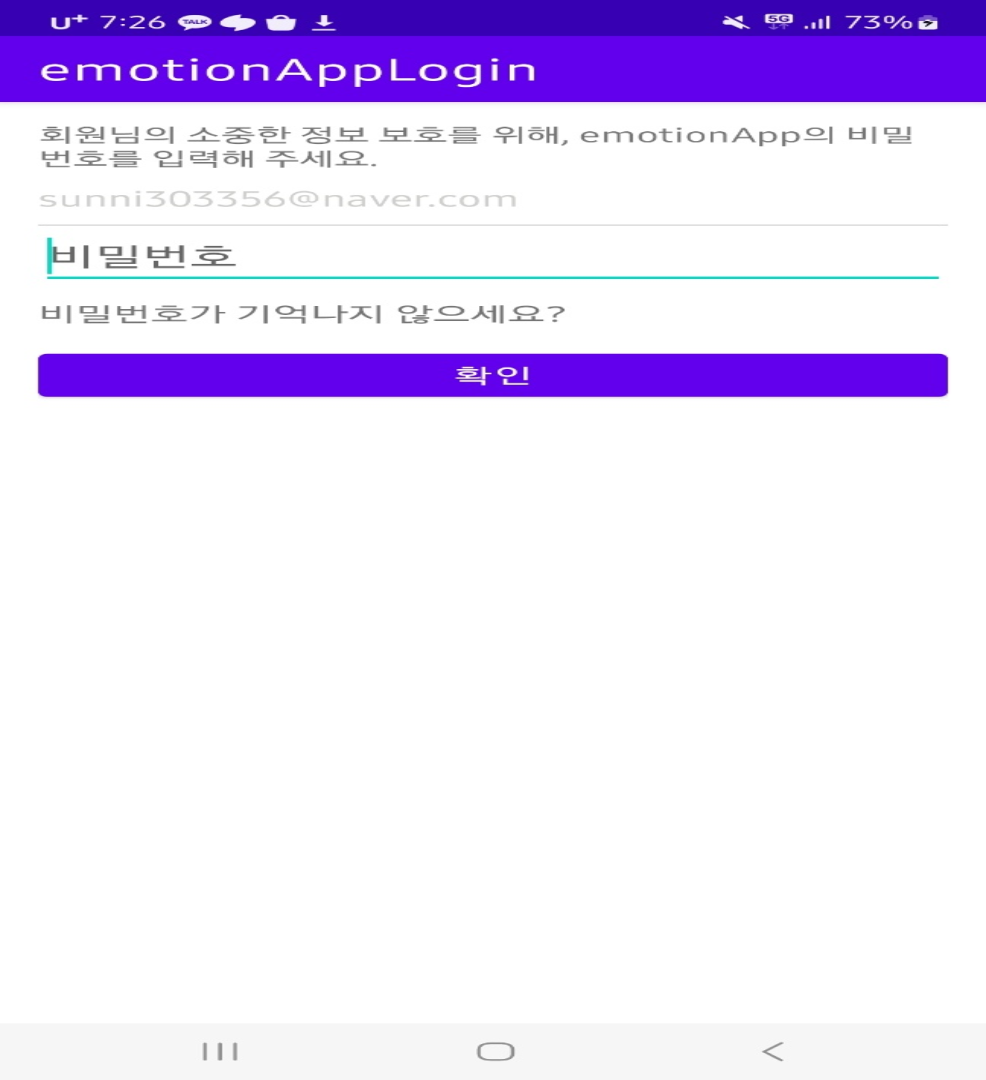 U+ 7:26 TALK 5G 73%
emotionAppLogin
회원님의 소중한 정보 보호를 위해, emotionApp의 비밀
번호를 입력해 주세요.
sunni303356@naver.com
비밀번호
비밀번호가 기억나지 않으세요?
확인